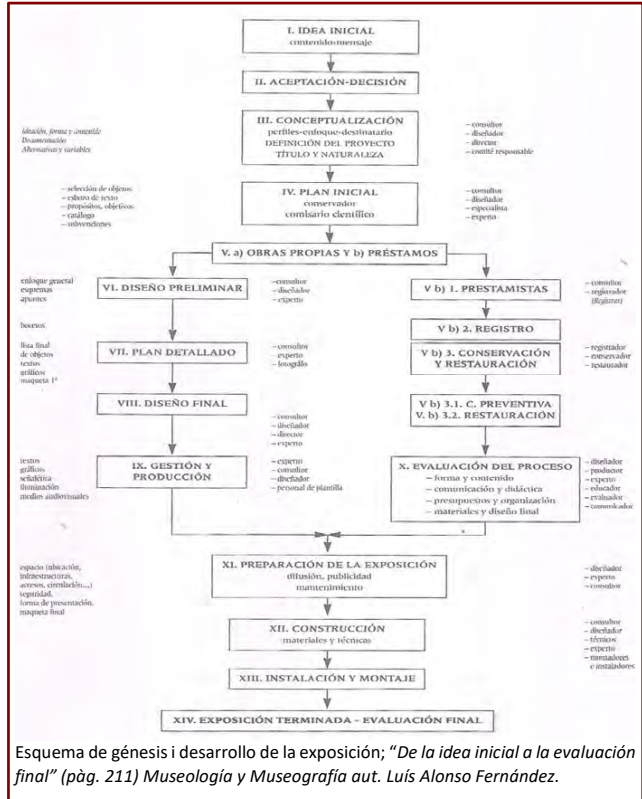 I. IDEA INICIAL
contenido-mensaje
II. ACEPTACIÓN-DECISIÓN
III. CONCEPTUALIZACIÓN
perfiles-enfoque-destinatario
DEFINICIÓN DEL PROYECTO
TÍTULO Y NATURALEZA
Ideación, forma y contenido
Documentación
Alternativas y variables
– consultor
– diseñador
– director
– comité responsable
IV. PLAN INICIAL
conservador
comisario científico
– selección de objetos
– esbozo de texto
– propósitos, objetivos
– catálogo
– subvenciones
– consultor
– diseñador
– especialista
– experto
V. a) OBRAS PROPIAS Y b) PRÉSTAMOS
enfoque general
esquemas
apuntes
VI. DISEÑO PRELIMINAR
– consultor
– diseñador
– experto
V b) 1. PRESTAMISTAS
– consultor
– registrador
(Registrar)
bocetos
V b) 2. REGISTRO
lista final
de objetos
textos
gráficos
maqueta 1ª
VII. PLAN DETALLADO
– consultor
– experto
– fotografo
V b) 3. CONSERVACIÓN
Y RESTAURACIÓN
– registrador
– conservador
– restaurador
VIII. DISEÑO FINAL
– consultor
– diseñador
– director
– experto
V b) 3.1. C. PREVENTIVA
V. b) 3.2. RESTAURACIÓN
textos
gráficos
señalética
iluminación
medios audiovisuales
IX. GESTIÓN Y
PRODUCCIÓN
– experto
– consultor
– diseñador
– personal de plantilla
X. EVALUACIÓN DEL PROCESO
– forma y contenido
– comunicación y didáctica
– presupuestos y organización
– materiales y diseño final
– diseñador
– productor
– experto
– educador
– evaluador
– comunicador
XI. PREPARACIÓN DE LA EXPOSICIÓN
difusión, publicidad
mantenimiento
espacio (ubicación,
infraestructuras,
accesos, circulación...)
seguridad,
forma de presentación,
maqueta final
– diseñador
– experto
– consultor
XII. CONSTRUCCIÓN
materiales y técnicas
– consultor
– diseñador
– técnicos
– experto
– montadores
e instaladores
XIII. INSTALACIÓN Y MONTAJE
XIV. EXPOSICIÓN TERMINADA – EVALUACIÓN FINAL
Esquema de génesis i desarrollo de la exposición; “De la idea inicial a la evaluación
final” (pàg. 211) Museología y Museografía aut. Luís Alonso Fernández.